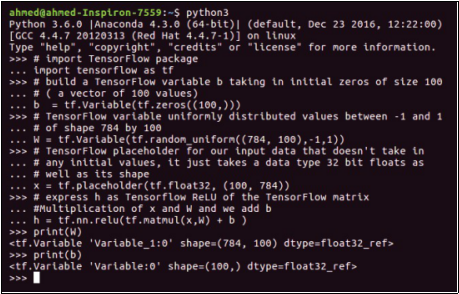 ahmed@ahmed-Inspiron-7559:~$ python3
Python 3.6.0 |Anaconda 4.3.0 (64-bit)| (default, Dec 23 2016, 12:22:00)
[GCC 4.4.7 20120313 (Red Hat 4.4.7-1)] on linux
Type "help", "copyright", "credits" or "license" for more information.
>>> # import TensorFlow package
... import tensorflow as tf
>>> # build a TensorFlow variable b taking in initial zeros of size 100
... # ( a vector of 100 values)
... b  = tf.Variable(tf.zeros((100,)))
>>> # TensorFlow variable uniformly distributed values between -1 and 1
... # of shape 784 by 100
... W = tf.Variable(tf.random_uniform((784, 100),-1,1))
>>> # TensorFlow placeholder for our input data that doesn't take in
... # any initial values, it just takes a data type 32 bit floats as
... # well as its shape
... x = tf.placeholder(tf.float32, (100, 784))
>>> # express h as Tensorflow ReLU of the TensorFlow matrix
... #Multiplication of x and W and we add b
... h = tf.nn.relu(tf.matmul(x,W) + b )
>>> print(W)
<tf.Variable 'Variable_1:0' shape=(784, 100) dtype=float32_ref>
>>> print(b)
<tf.Variable 'Variable:0' shape=(100,) dtype=float32_ref>
>>>